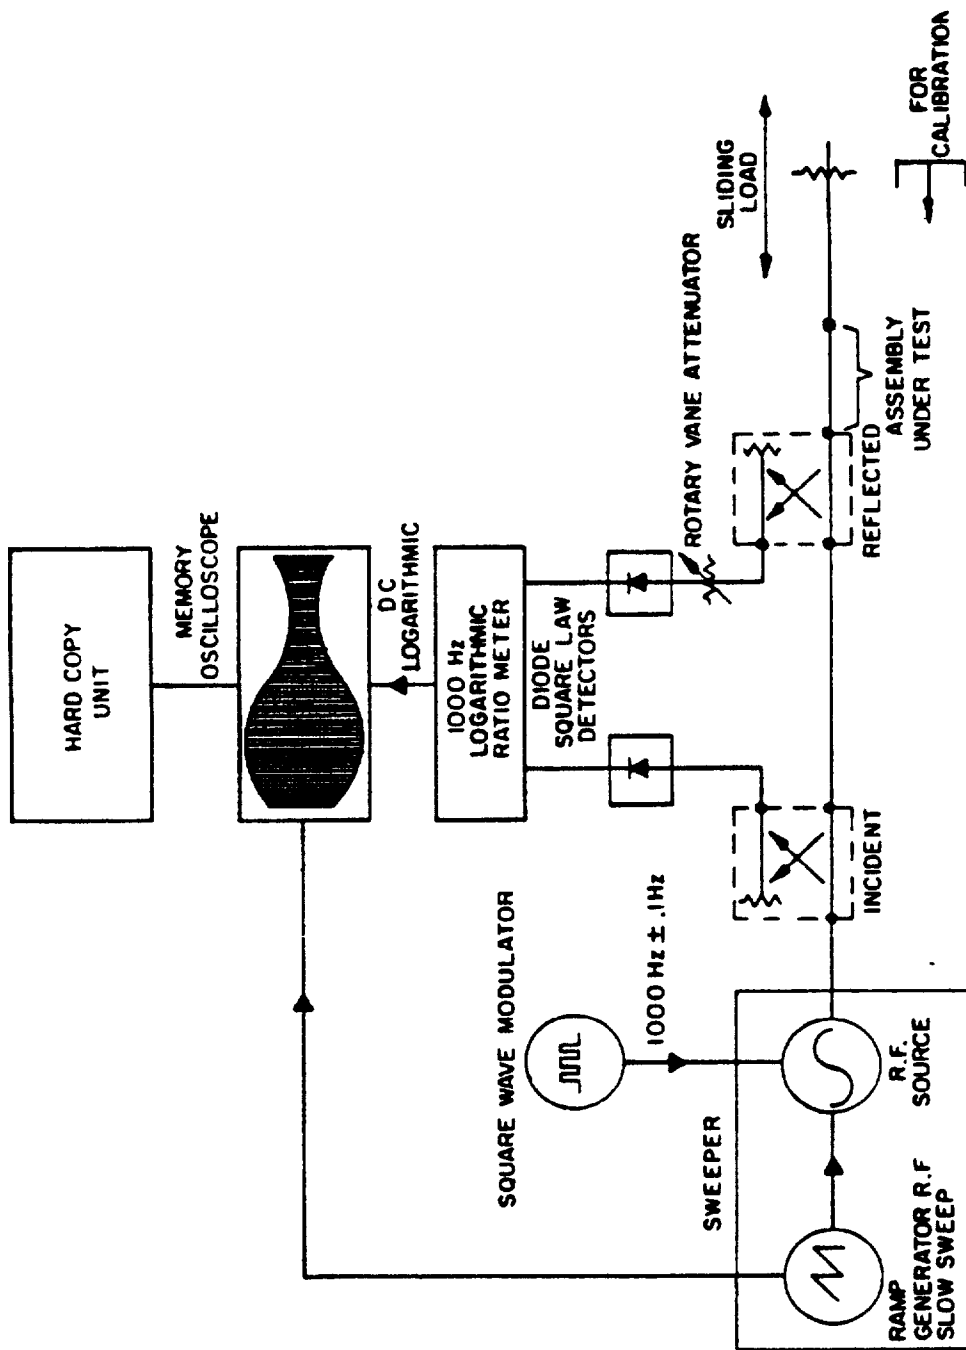 HARD COPY
UNIT
MEMORY
OSCILLOSCOPE
DC
LOGARITHMIC
1000 Hz
LOGARITHMIC
RATIO METER
DIODE
SQUARE LAW
DETECTORS
ROTARY VANE ATTENUATOR
SLIDING
LOAD
FOR
CALIBRATION
SQUARE WAVE MODULATOR
1000 Hz ± .1Hz
SWEEPER
INCIDENT
REFLECTED
ASSEMBLY
UNDER TEST
R.F.
SOURCE
RAMP
GENERATOR R.F
SLOW SWEEP